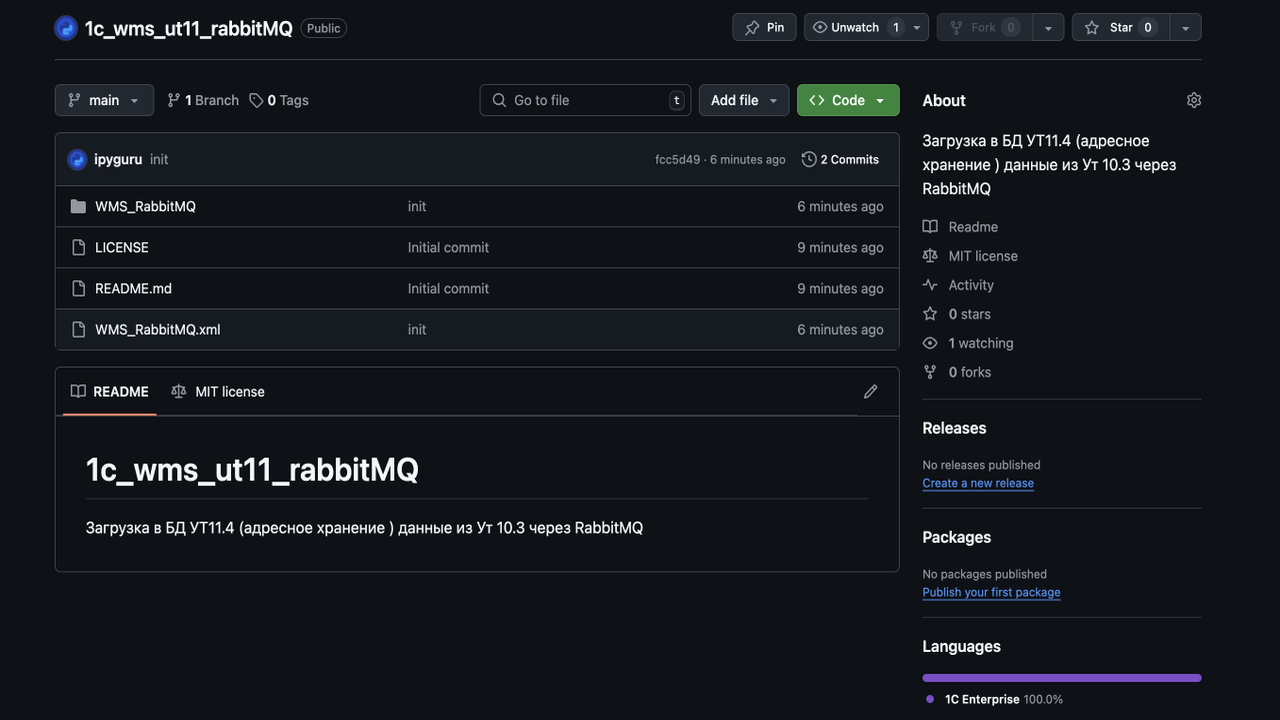 1c_wms_ut11_rabbitMQ Public Pin Unwatch 1 Fork 0 Star 0
main 1 Branch 0 Tags Go to file t Add file Code
ipyguru init fcc5d49 · 6 minutes ago 2 Commits
WMS_RabbitMQ init 6 minutes ago
LICENSE Initial commit 9 minutes ago
README.md Initial commit 9 minutes ago
WMS_RabbitMQ.xml init 6 minutes ago
README MIT license
1c_wms_ut11_rabbitMQ
Загрузка в БД УТ11.4 (адресное хранение ) данные из Ут 10.3 через RabbitMQ
About
Загрузка в БД УТ11.4 (адресное
хранение ) данные из Ут 10.3 через
RabbitMQ
Readme
MIT license
Activity
0 stars
1 watching
0 forks
Releases
No releases published
Create a new release
Packages
No packages published
Publish your first package
Languages
1C Enterprise 100.0%